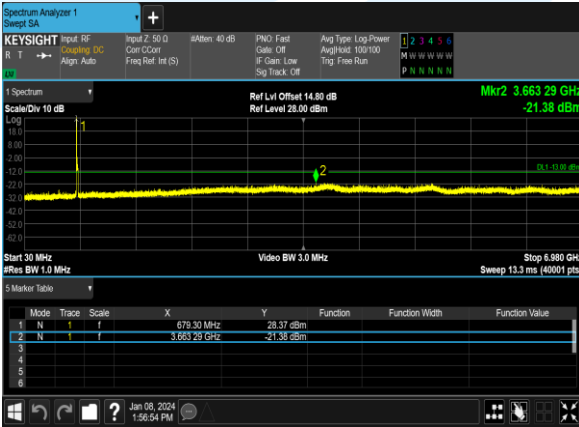 Spectrum Analyzer 1
Swept SA
+
KEYSIGHT Input: RF Input Z: 50 Ω #Atten: 40 dB PNO: Fast Avg Type: Log-Power 1 2 3 4 5 6
R T Coupling: DC Corr CCorr Gate: Off Avg|Hold: 100/100 M W W W W W
Align: Auto Freq Ref: Int (S) IF Gain: Low Trig: Free Run
Sig Track: Off P N N N N N
1 Spectrum Mkr2 3.663 29 GHz
Ref Lvl Offset 14.80 dB
Scale/Div 10 dB Ref Level 28.00 dBm -21.38 dBm
Log
18.0 1
8.00
-2.00
-12.0 2 DL1 -13.00 dBm
-22.0
-32.0
-42.0
-52.0
-62.0
Start 30 MHz Video BW 3.0 MHz Stop 6.980 GHz
#Res BW 1.0 MHz Sweep 13.3 ms (40001 pts)
5 Marker Table
Mode Trace Scale X Y Function Function Width Function Value
1 N 1 f 679.30 MHz 28.37 dBm
2 N 1 f 3.663 29 GHz -21.38 dBm
3
4
5
6
? Jan 08, 2024
1:56:54 PM